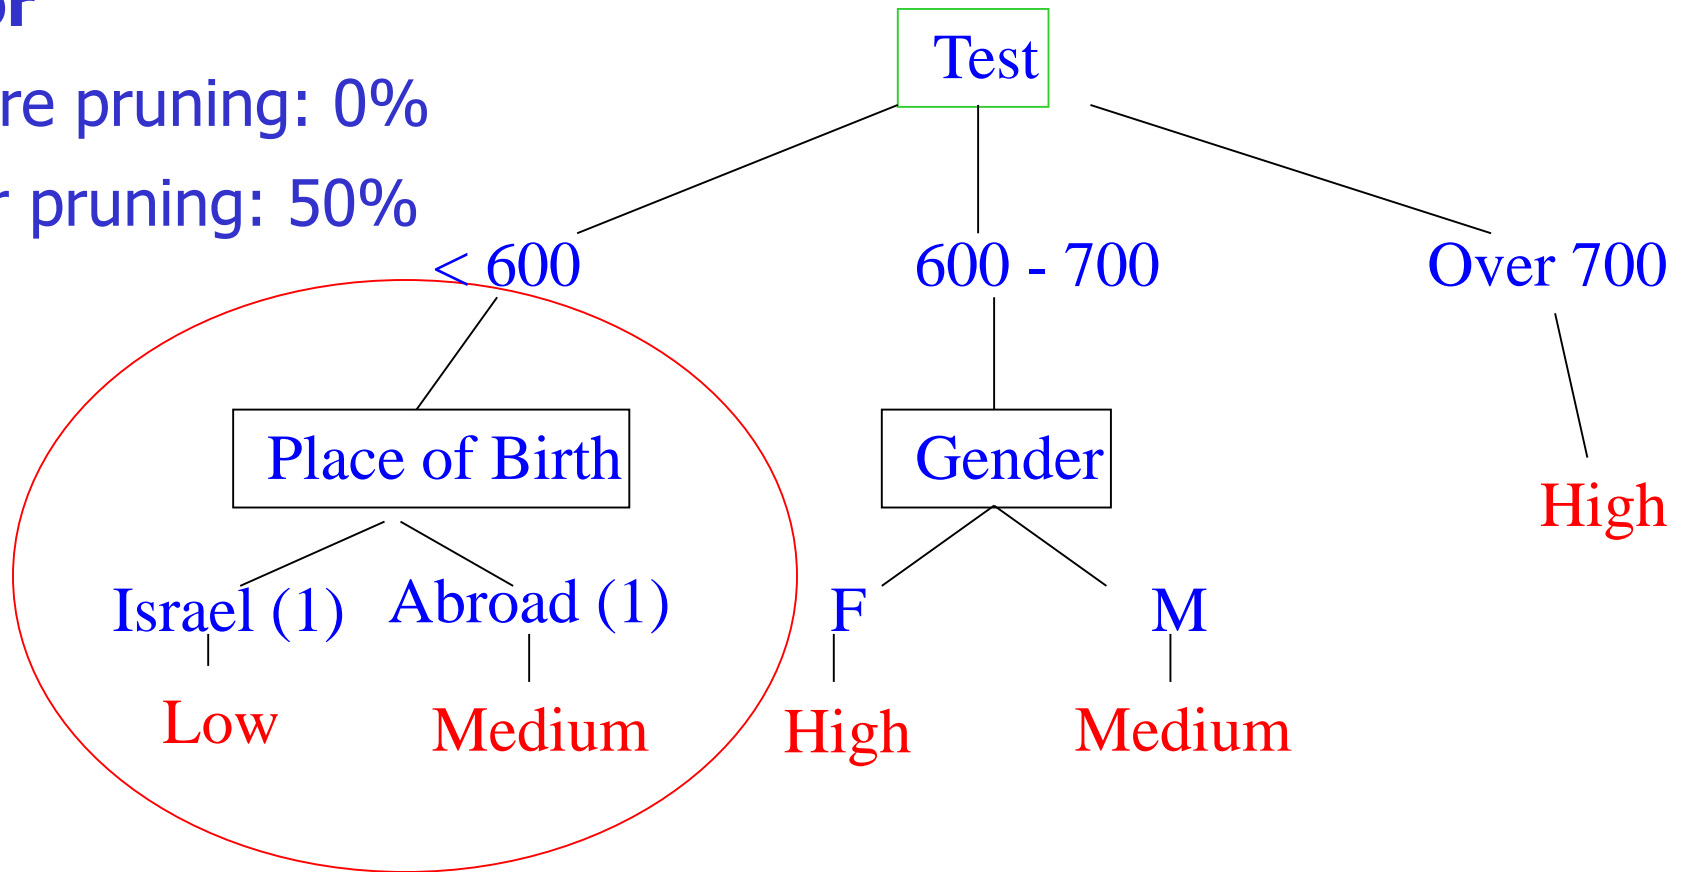 or
re pruning: 0%
r pruning: 50%
Test
< 600
600 - 700
Over 700
Place of Birth
Gender
High
Israel (1)
Abroad (1)
F
M
Low
Medium
High
Medium